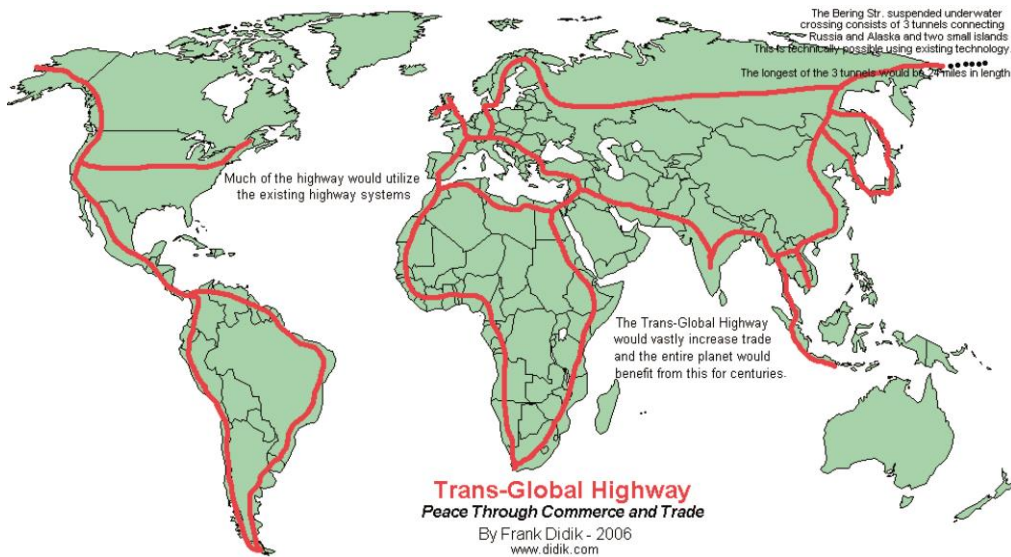 The Bering Str. suspended underwater
crossing consists of 3 tunnels connecting
Russia and Alaska and two small islands
This is technically possible using existing technology
The longest of the 3 tunnels would be 24 miles in length
Much of the highway would utilize
the existing highway systems
The Trans-Global Highway
would vastly increase trade
and the entire planet would
benefit from this for centuries.
Trans-Global Highway
Peace Through Commerce and Trade
By Frank Didik - 2006
www.didik.com